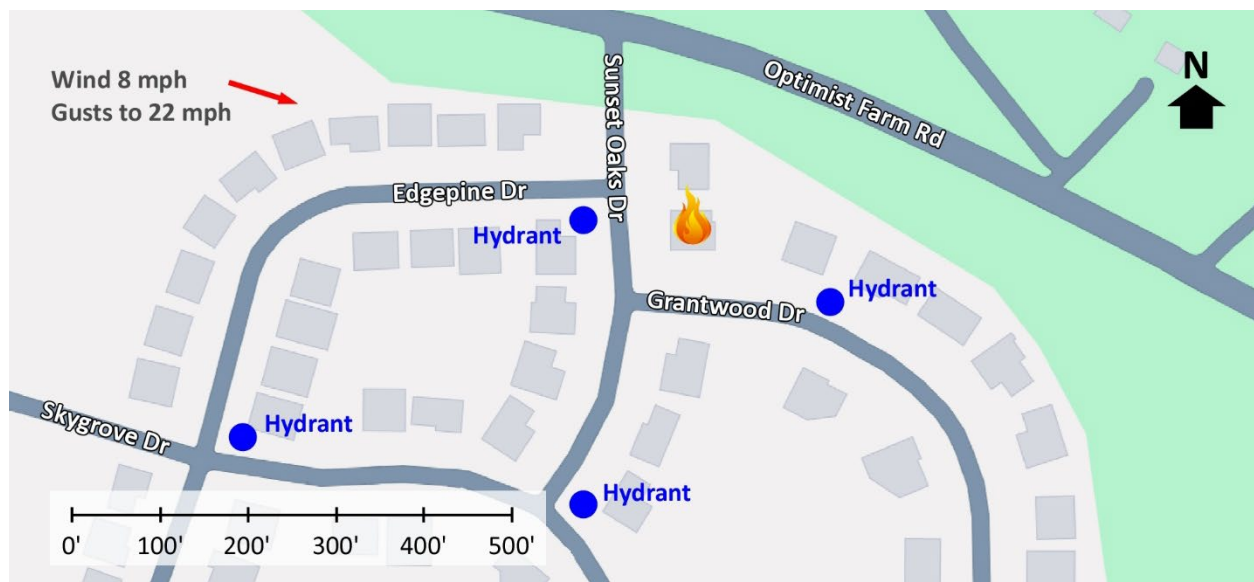 Wind 8 mph
Gusts to 22 mph
Sunset Oaks Dr
Optimist Farm Rd
N
Edgepine Dr
Hydrant
Hydrant
Grantwood Dr
Skygrove Dr
Hydrant
Hydrant
0' 100' 200' 300' 400' 500'